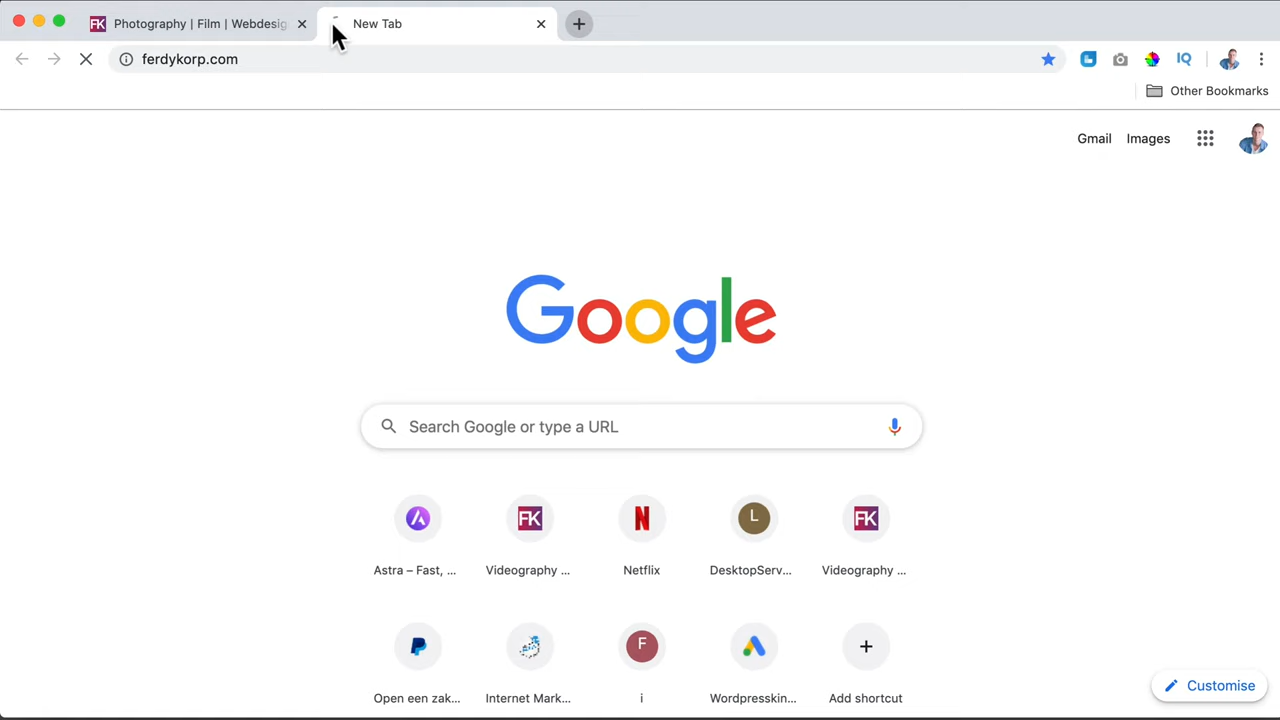 FK Photography | Film | Webdesig
New Tab
ferdykorp.com
IQ
Other Bookmarks
Gmail Images
Google
Search Google or type a URL
FK N L FK
Astra – Fast, ... Videography ... Netflix DesktopServ... Videography ...
F
Open een zak... Internet Mark... i Wordpresskin... Add shortcut
Customise